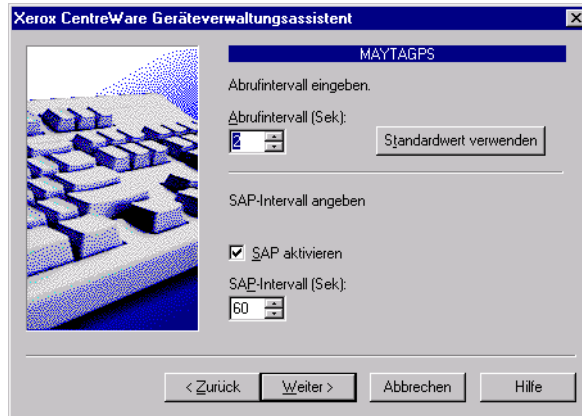 Xerox CentreWare Geräteverwaltungsassistent
MAYTAGPS
Abrufintervall eingeben.
Abrufintervall (Sek):
2
Standardwert verwenden
SAP-Intervall angeben
SAP aktivieren
SAP-Intervall (Sek):
60
< Zurück Weiter > Abbrechen Hilfe